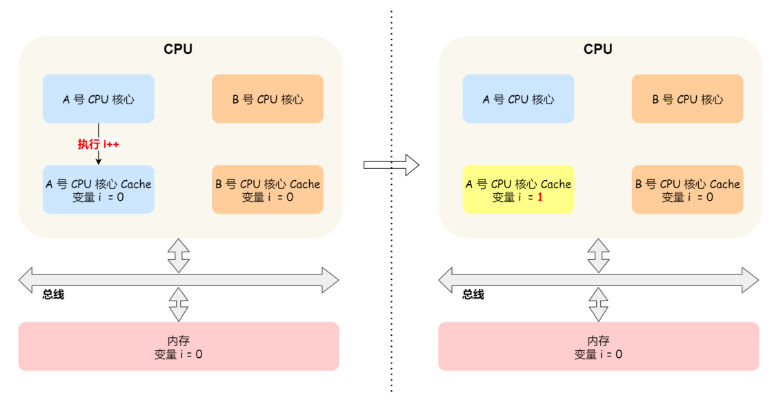 CPU
A 号 CPU 核心
B 号 CPU 核心
执行 i++
A 号 CPU 核心 Cache
变量 i = 0
B 号 CPU 核心 Cache
变量 i = 0
总线
内存
变量 i = 0
CPU
A 号 CPU 核心
B 号 CPU 核心
A 号 CPU 核心 Cache
变量 i = 1
B 号 CPU 核心 Cache
变量 i = 0
总线
内存
变量 i = 0